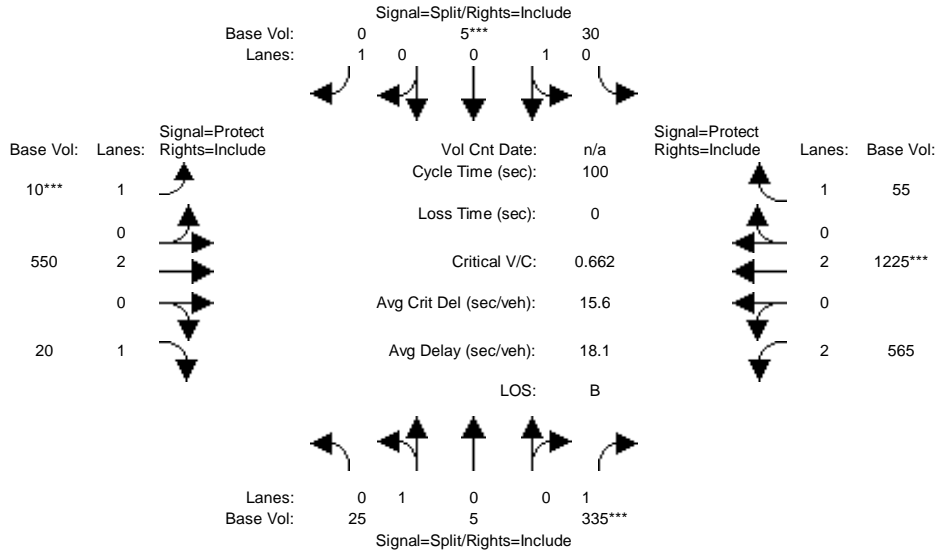 Signal=Split/Rights=Include
Base Vol: 0 5*** 30
Lanes: 1 0 0 1 0
Signal=Protect Signal=Protect
Base Vol: Lanes: Rights=Include Vol Cnt Date: n/a Rights=Include Lanes: Base Vol:
Cycle Time (sec): 100
10*** 1 1 55
Loss Time (sec): 0
0 0
550 2 Critical V/C: 0.662 2 1225***
0 Avg Crit Del (sec/veh): 15.6 0
20 1 Avg Delay (sec/veh): 18.1 2 565
LOS: B
Lanes: 0 1 0 0 1
Base Vol: 25 5 335***
Signal=Split/Rights=Include